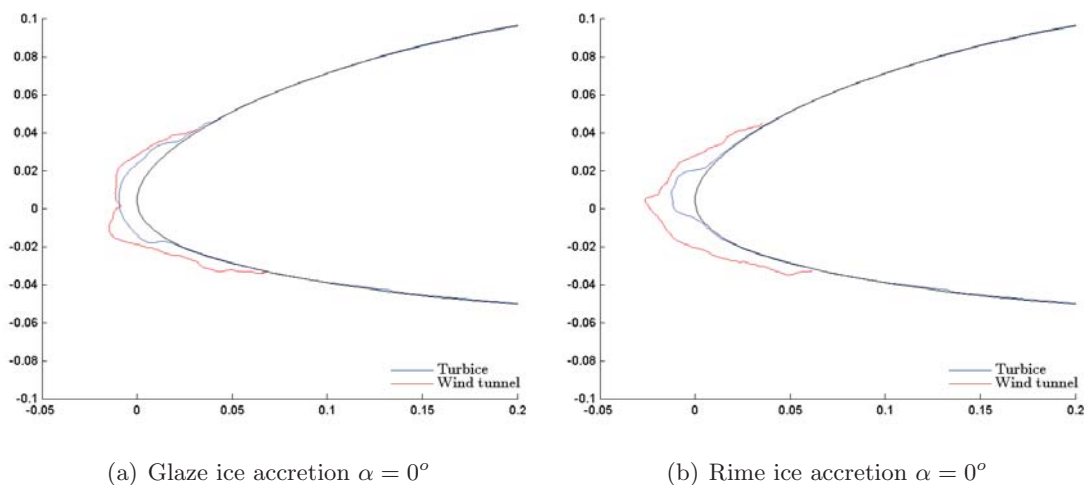 0.1
0.08
0.06
0.04
0.02
0
-0.02
-0.04
-0.06
-0.08
-0.1
-0.05 0 0.05 0.1 0.15 0.2
Turbice
Wind tunnel
(a) Glaze ice accretion α = 0°
0.1
0.08
0.06
0.04
0.02
0
-0.02
-0.04
-0.06
-0.08
-0.1
-0.05 0 0.05 0.1 0.15 0.2
Turbice
Wind tunnel
(b) Rime ice accretion α = 0°